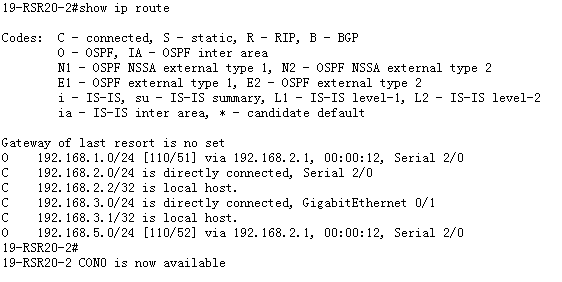 19-RSR20-2#show ip route
Codes:  C - connected, S - static, R - RIP, B - BGP
        O - OSPF, IA - OSPF inter area
        N1 - OSPF NSSA external type 1, N2 - OSPF NSSA external type 2
        E1 - OSPF external type 1, E2 - OSPF external type 2
        i - IS-IS, su - IS-IS summary, L1 - IS-IS level-1, L2 - IS-IS level-2
        ia - IS-IS inter area, * - candidate default
Gateway of last resort is no set
O    192.168.1.0/24 [110/51] via 192.168.2.1, 00:00:12, Serial 2/0
C    192.168.2.0/24 is directly connected, Serial 2/0
C    192.168.2.2/32 is local host.
C    192.168.3.0/24 is directly connected, GigabitEthernet 0/1
C    192.168.3.1/32 is local host.
O    192.168.5.0/24 [110/52] via 192.168.2.1, 00:00:12, Serial 2/0
19-RSR20-2#
19-RSR20-2 CON0 is now available